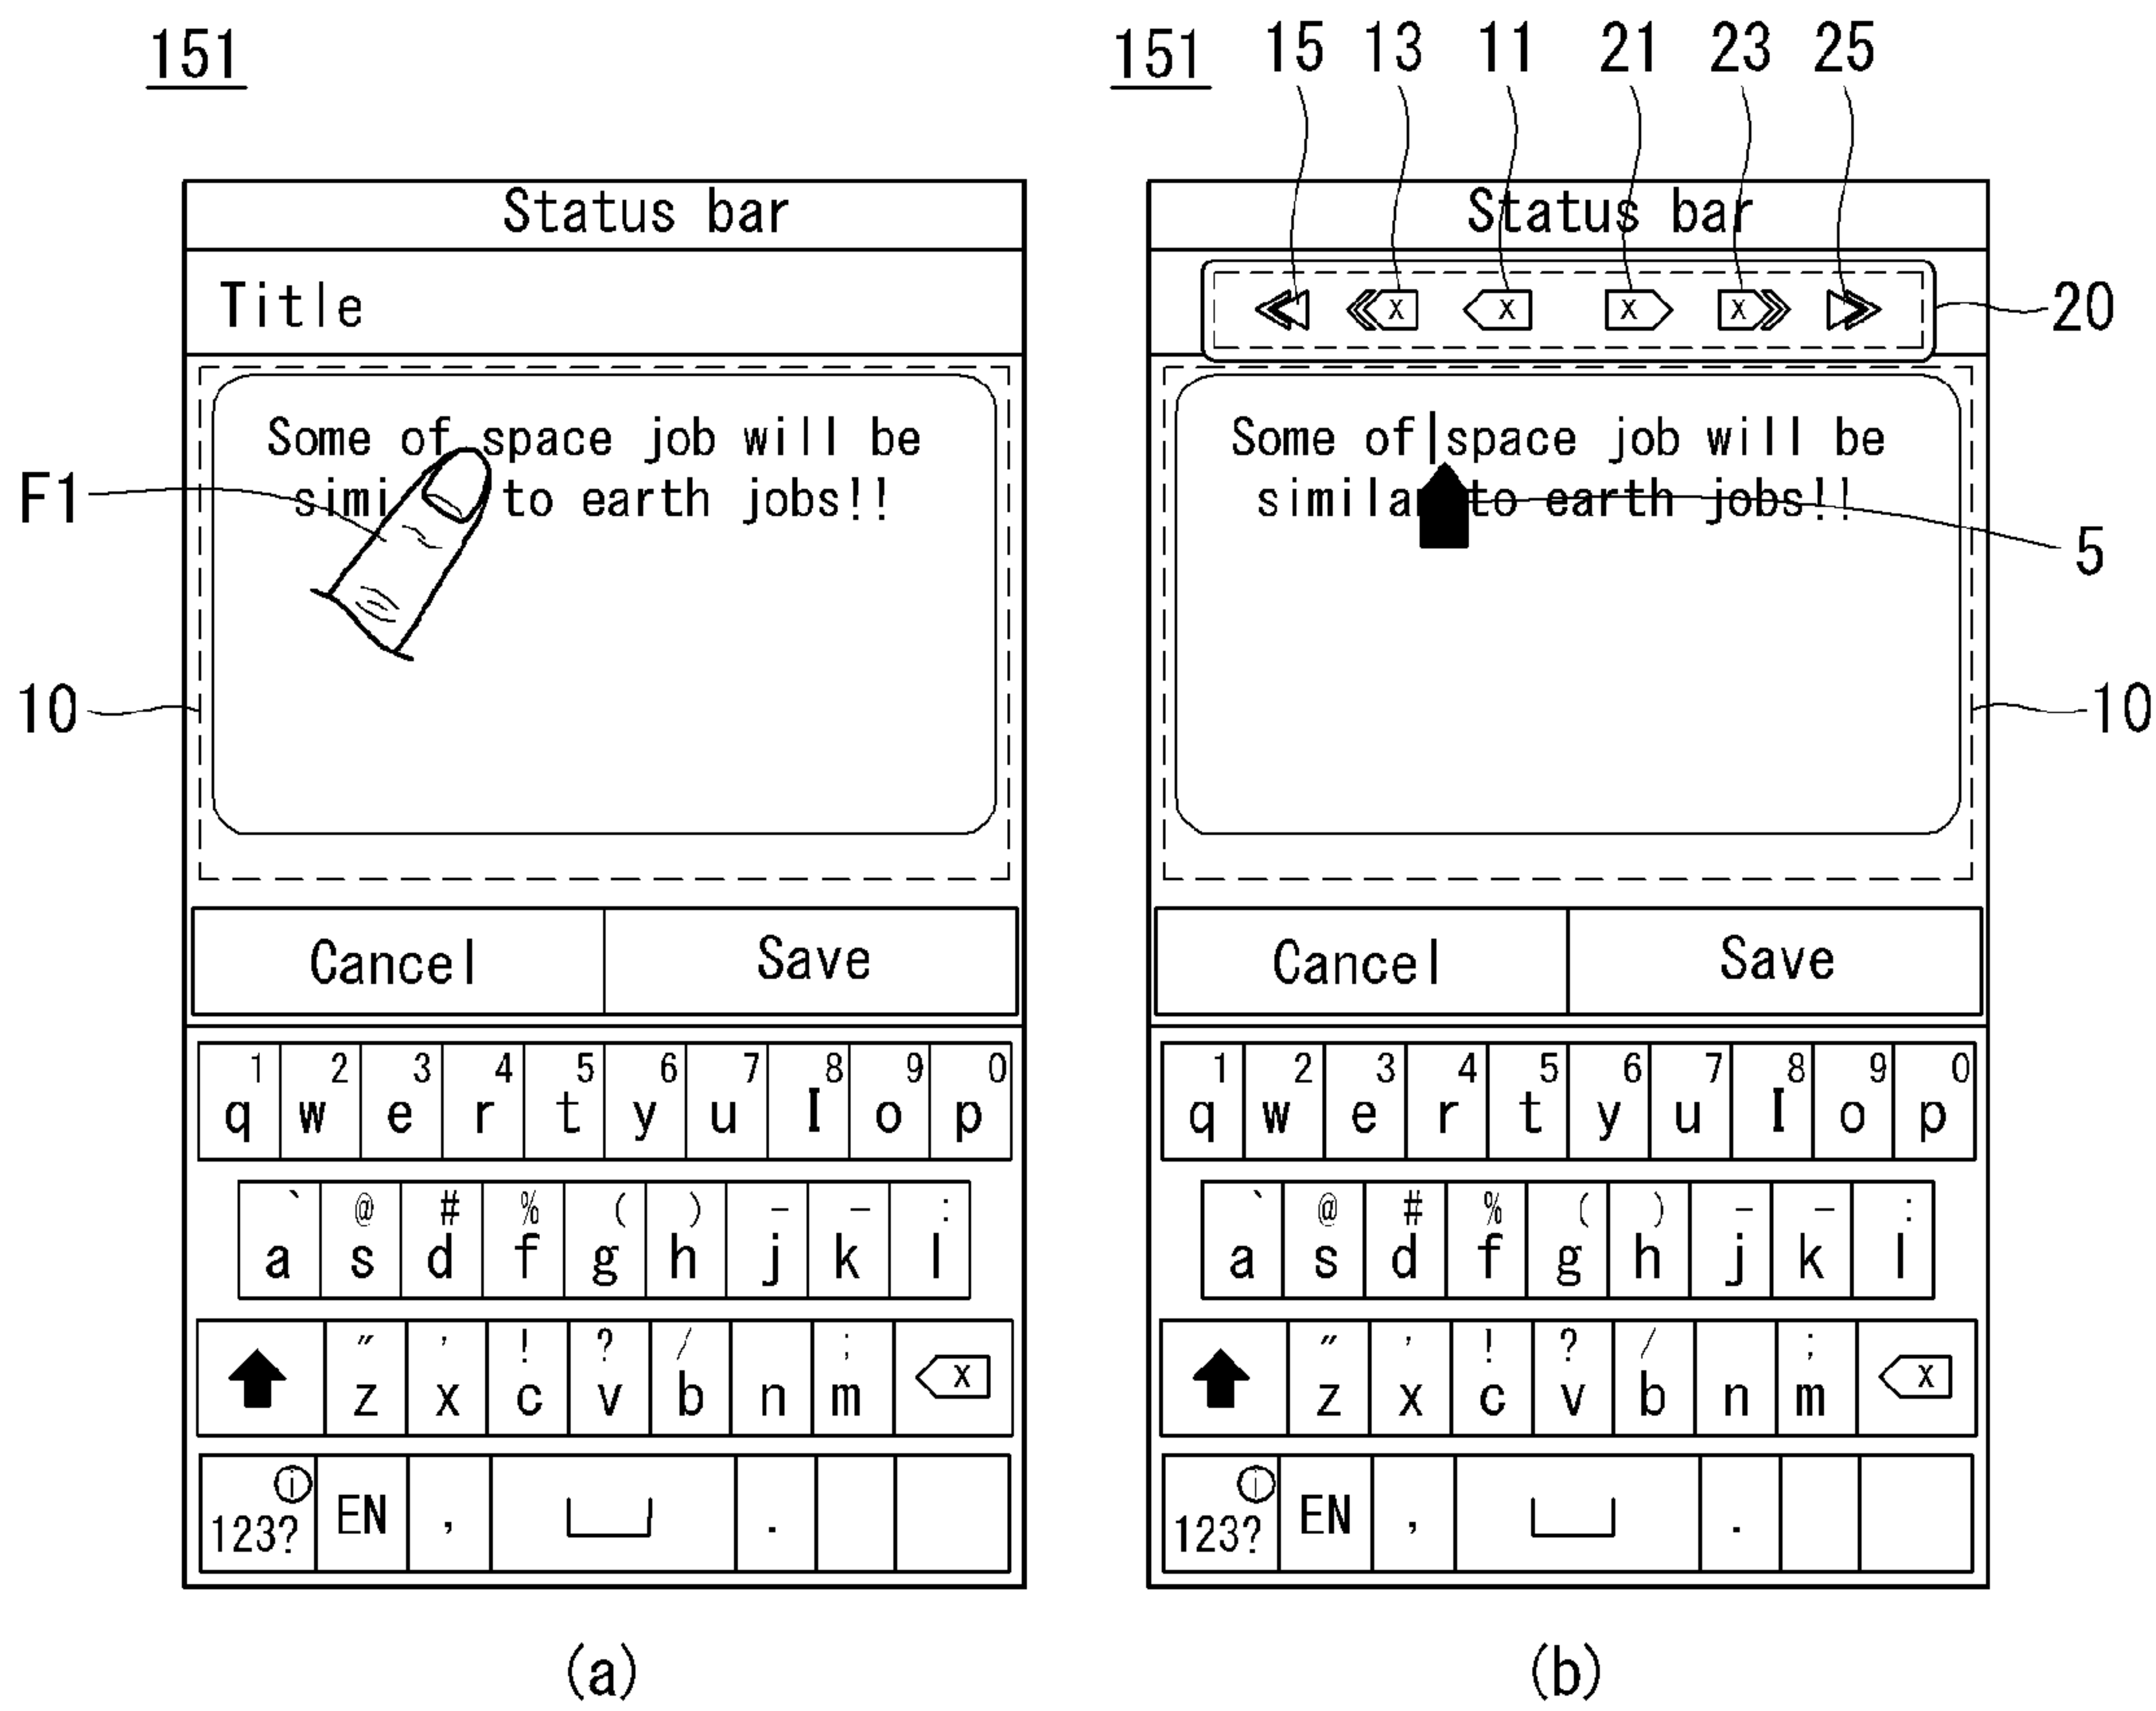 151
Status bar
Title
Some of space job will be
simi to earth jobs!!
F1
10
Cancel Save
1 2 3 4 5 6 7 8 9 0
q w e r t y u I o p
` @ # % ( ) − − :
a s d f g h j k l
" ' ! ? / ;
z x c v b n m x
i
123? EN , .
(a)
151 15 13 11 21 23 25
Status bar
x x x x
20
Some of space job will be
similar to earth jobs!!
5
10
Cancel Save
1 2 3 4 5 6 7 8 9 0
q w e r t y u I o p
` @ # % ( ) − − :
a s d f g h j k l
" ' ! ? / ;
z x c v b n m x
i
123? EN , .
(b)